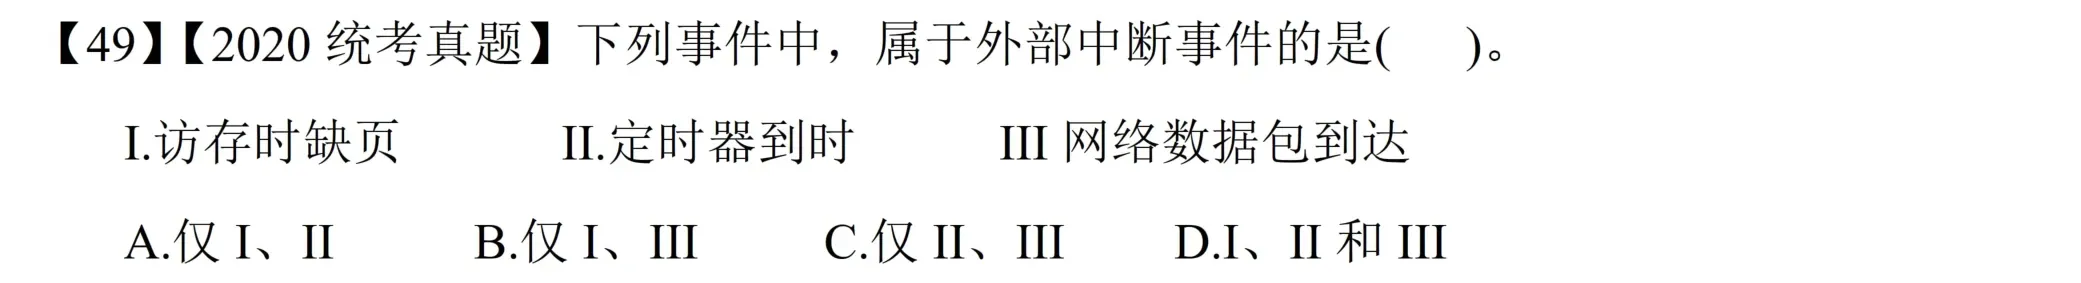 【49】【2020 统考真题】下列事件中，属于外部中断事件的是( )。
I.访存时缺页 II.定时器到时 III 网络数据包到达
A.仅 I、II B.仅 I、III C.仅 II、III D.I、II 和 III